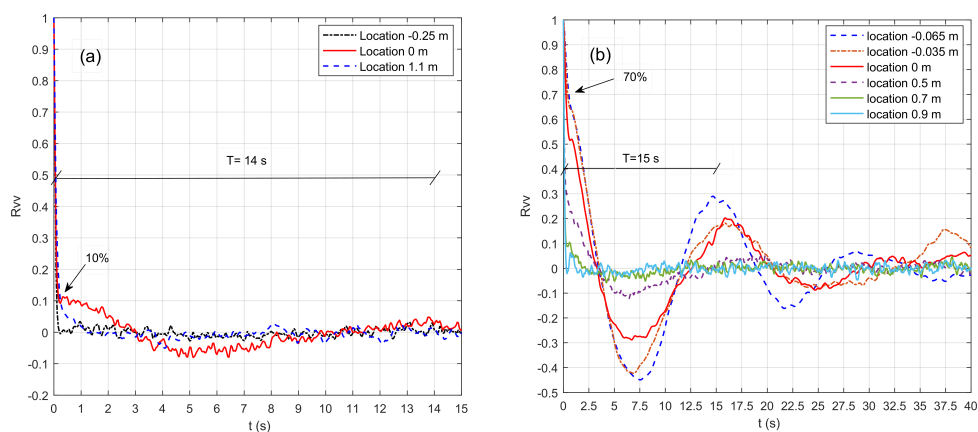 (a)
Location -0.25 m
Location 0 m
Location 1.1 m
T= 14 s
10%
Rvv
1
0.9
0.8
0.7
0.6
0.5
0.4
0.3
0.2
0.1
0
-0.1
-0.2
0 1 2 3 4 5 6 7 8 9 10 11 12 13 14 15
t (s)
(b)
location -0.065 m
location -0.035 m
location 0 m
location 0.5 m
location 0.7 m
location 0.9 m
70%
T=15 s
Rvv
1
0.9
0.8
0.7
0.6
0.5
0.4
0.3
0.2
0.1
0
-0.1
-0.2
-0.3
-0.4
-0.5
0 2.5 5 7.5 10 12.5 15 17.5 20 22.5 25 27.5 30 32.5 35 37.5 40
t (s)